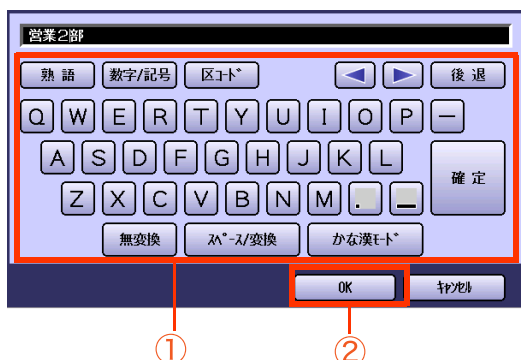 営業2部
熟 語 数字/記号 区ｺｰﾄﾞ 後 退
Q W E R T Y U I O P ー
A S D F G H J K L
確 定
Z X C V B N M . _
無変換 ｽﾍﾟｰｽ/変換 かな漢ﾓｰﾄﾞ
OK ｷｬﾝｾﾙ
① ②